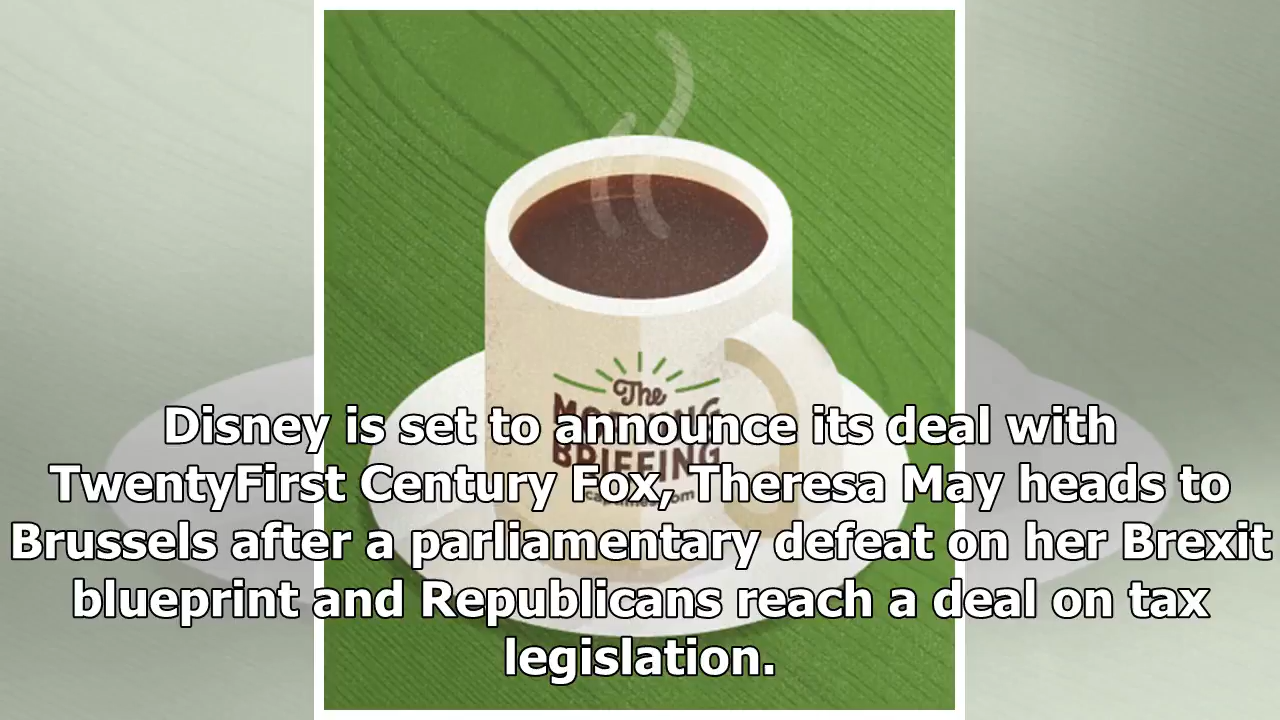 The
Disney is set to announce its deal with
BRIEFING
TwentyFirst Century Fox, Theresa May heads to
Brussels after a parliamentary defeat on her Brexit
blueprint and Republicans reach a deal on tax
legislation.